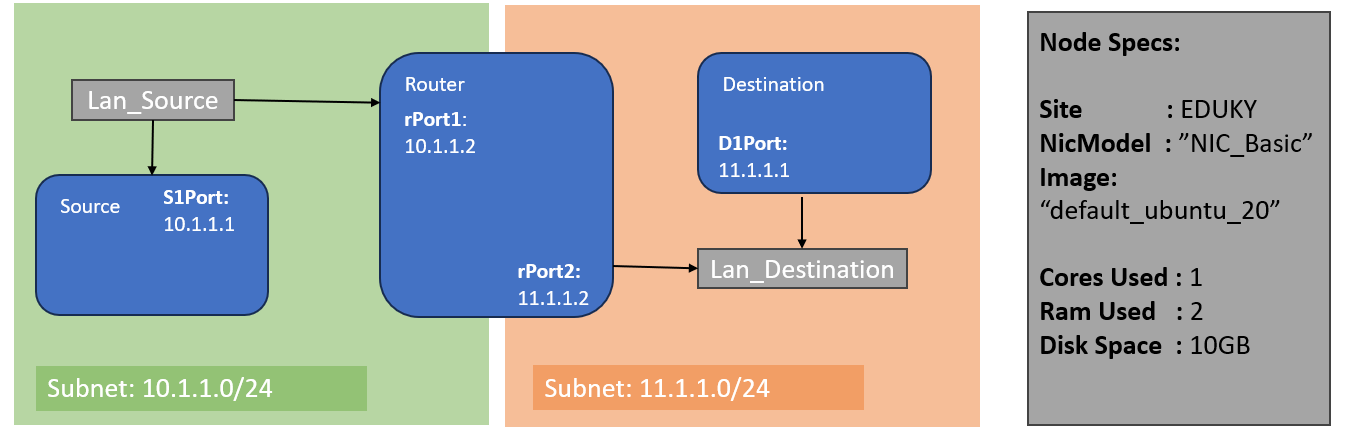 Lan_Source
Source
S1Port:
10.1.1.1
Router
rPort1:
10.1.1.2
rPort2:
11.1.1.2
Destination
D1Port:
11.1.1.1
Lan_Destination
Subnet: 10.1.1.0/24
Subnet: 11.1.1.0/24
Node Specs:
Site : EDUKY
NicModel : ”NIC_Basic”
Image:
“default_ubuntu_20”
Cores Used : 1
Ram Used : 2
Disk Space : 10GB